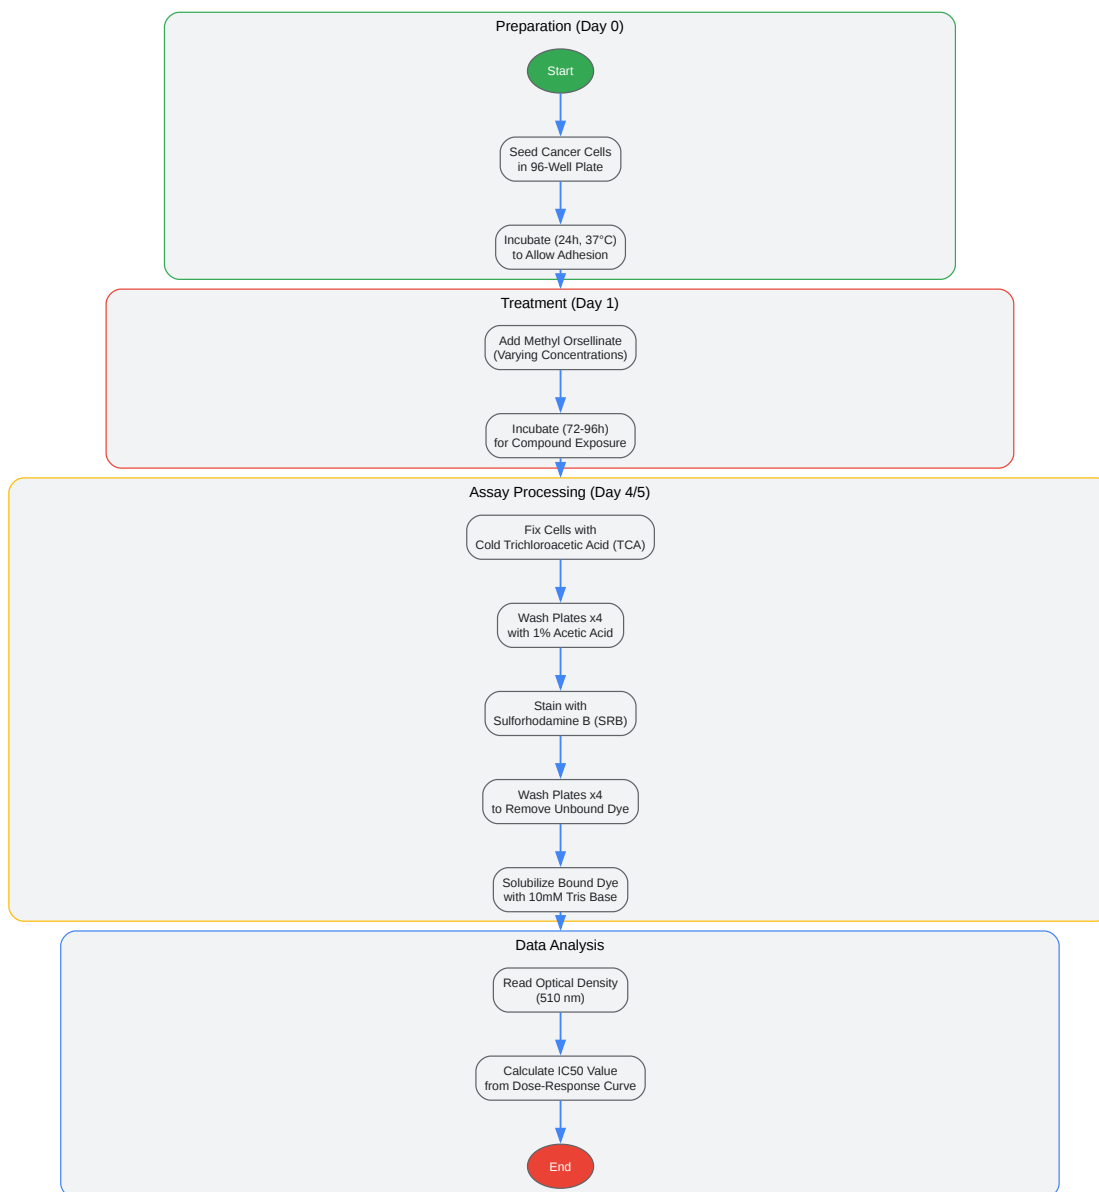 Preparation (Day 0)
Start
Seed Cancer Cells
in 96-Well Plate
Incubate (24h, 37°C)
to Allow Adhesion
Treatment (Day 1)
Add Methyl Orsellinate
(Varying Concentrations)
Incubate (72-96h)
for Compound Exposure
Assay Processing (Day 4/5)
Fix Cells with
Cold Trichloroacetic Acid (TCA)
Wash Plates x4
with 1% Acetic Acid
Stain with
Sulforhodamine B (SRB)
Wash Plates x4
to Remove Unbound Dye
Solubilize Bound Dye
with 10mM Tris Base
Data Analysis
Read Optical Density
(510 nm)
Calculate IC50 Value
from Dose-Response Curve
End